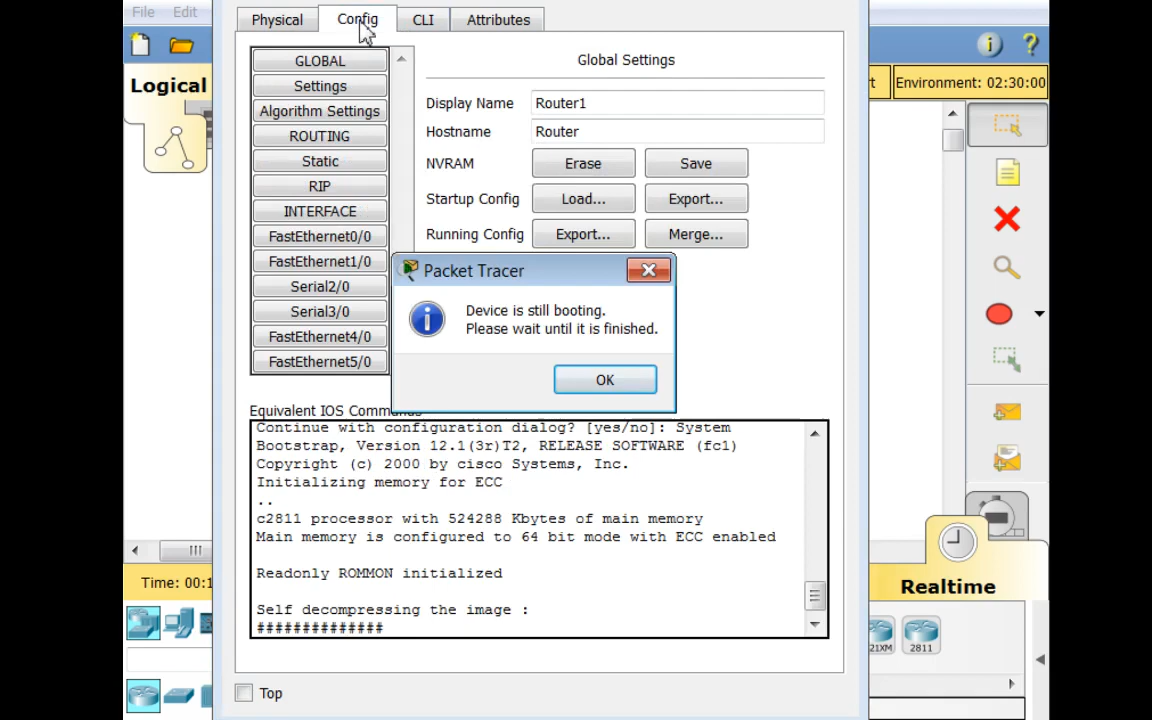 File Edit
Physical Config CLI Attributes
Logical
rt Environment: 02:30:00
GLOBAL
Settings
Algorithm Settings
ROUTING
Static
RIP
INTERFACE
FastEthernet0/0
FastEthernet1/0
Serial2/0
Serial3/0
FastEthernet4/0
FastEthernet5/0
Global Settings
Display Name Router1
Hostname Router
NVRAM Erase Save
Startup Config Load... Export...
Running Config Export... Merge...
Packet Tracer
Device is still booting.
Please wait until it is finished.
OK
Equivalent IOS Commands
Continue with configuration dialog? [yes/no]: System
Bootstrap, Version 12.1(3r)T2, RELEASE SOFTWARE (fc1)
Copyright (c) 2000 by cisco Systems, Inc.
Initializing memory for ECC
..
c2811 processor with 524288 Kbytes of main memory
Main memory is configured to 64 bit mode with ECC enabled
Readonly ROMMON initialized
Self decompressing the image :
##############
Top
Time: 00:1
Realtime
21XM 2811